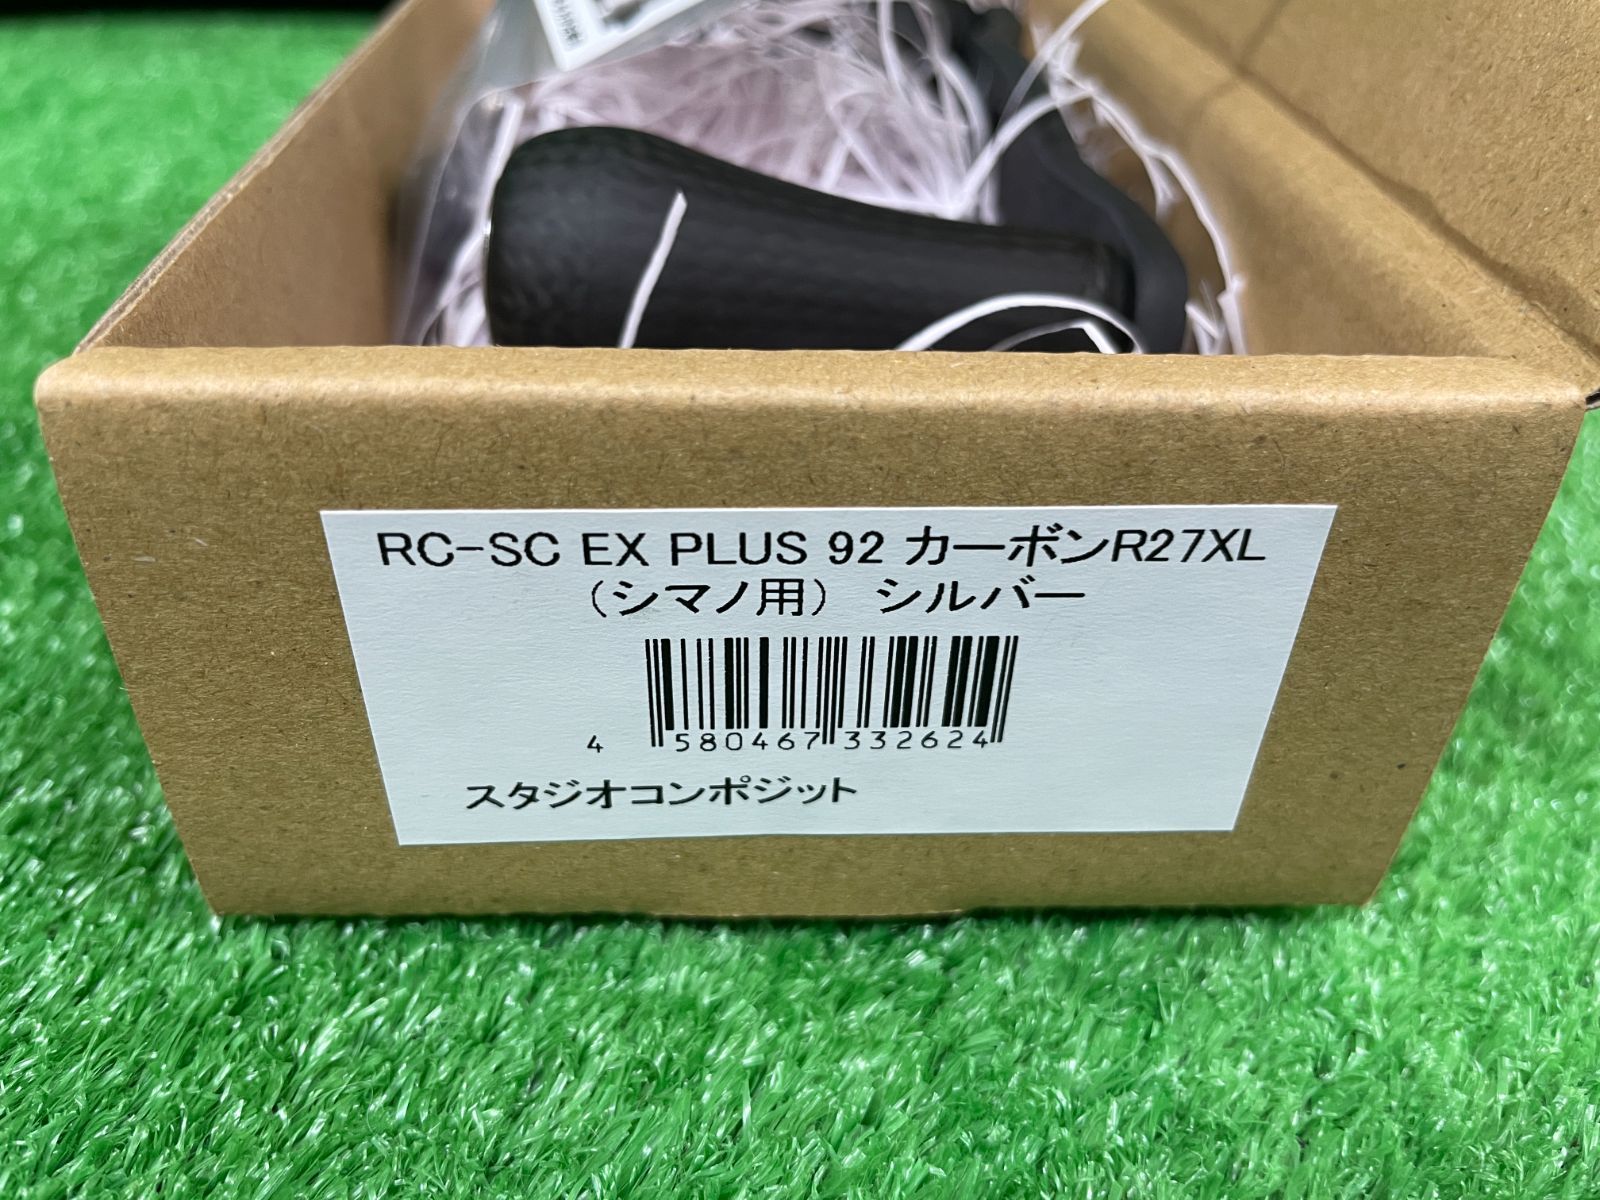 RC-SC EX PLUS 92 カーボンR27XL
（シマノ用） シルバー
4 580467 332624
スタジオコンポジット